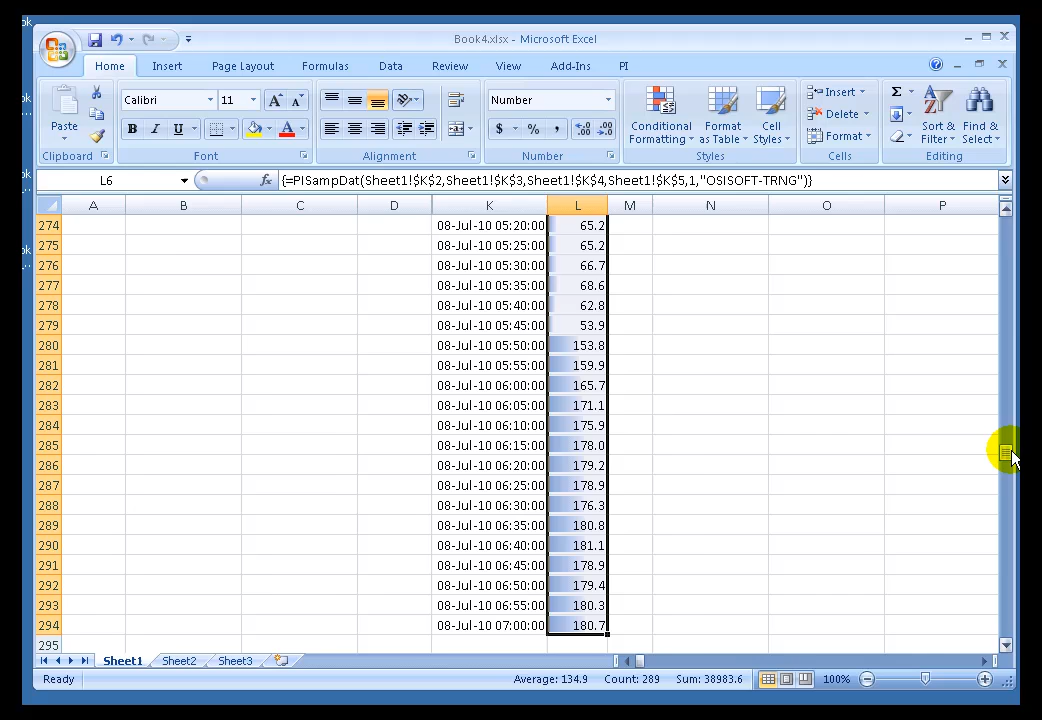 ok
Book4.xlsx - Microsoft Excel
Home Insert Page Layout Formulas Data Review View Add-Ins PI
Paste
Clipboard
Calibri 11
B I U
Font
Alignment
Number
$ % ,
Number
Conditional Formatting
Format as Table
Cell Styles
Styles
Insert
Delete
Format
Cells
Sort & Filter
Find & Select
Editing
L6 fx {=PISampDat(Sheet1!$K$2,Sheet1!$K$3,Sheet1!$K$4,Sheet1!$K$5,1,"OSISOFT-TRNG")}
A B C D K L M N O P
274 08-Jul-10 05:20:00 65.2
275 08-Jul-10 05:25:00 65.2
276 08-Jul-10 05:30:00 66.7
277 08-Jul-10 05:35:00 68.6
278 08-Jul-10 05:40:00 62.8
279 08-Jul-10 05:45:00 53.9
280 08-Jul-10 05:50:00 153.8
281 08-Jul-10 05:55:00 159.9
282 08-Jul-10 06:00:00 165.7
283 08-Jul-10 06:05:00 171.1
284 08-Jul-10 06:10:00 175.9
285 08-Jul-10 06:15:00 178.0
286 08-Jul-10 06:20:00 179.2
287 08-Jul-10 06:25:00 178.9
288 08-Jul-10 06:30:00 176.3
289 08-Jul-10 06:35:00 180.8
290 08-Jul-10 06:40:00 181.1
291 08-Jul-10 06:45:00 178.9
292 08-Jul-10 06:50:00 179.4
293 08-Jul-10 06:55:00 180.3
294 08-Jul-10 07:00:00 180.7
295
Sheet1 Sheet2 Sheet3
Ready Average: 134.9 Count: 289 Sum: 38983.6 100%